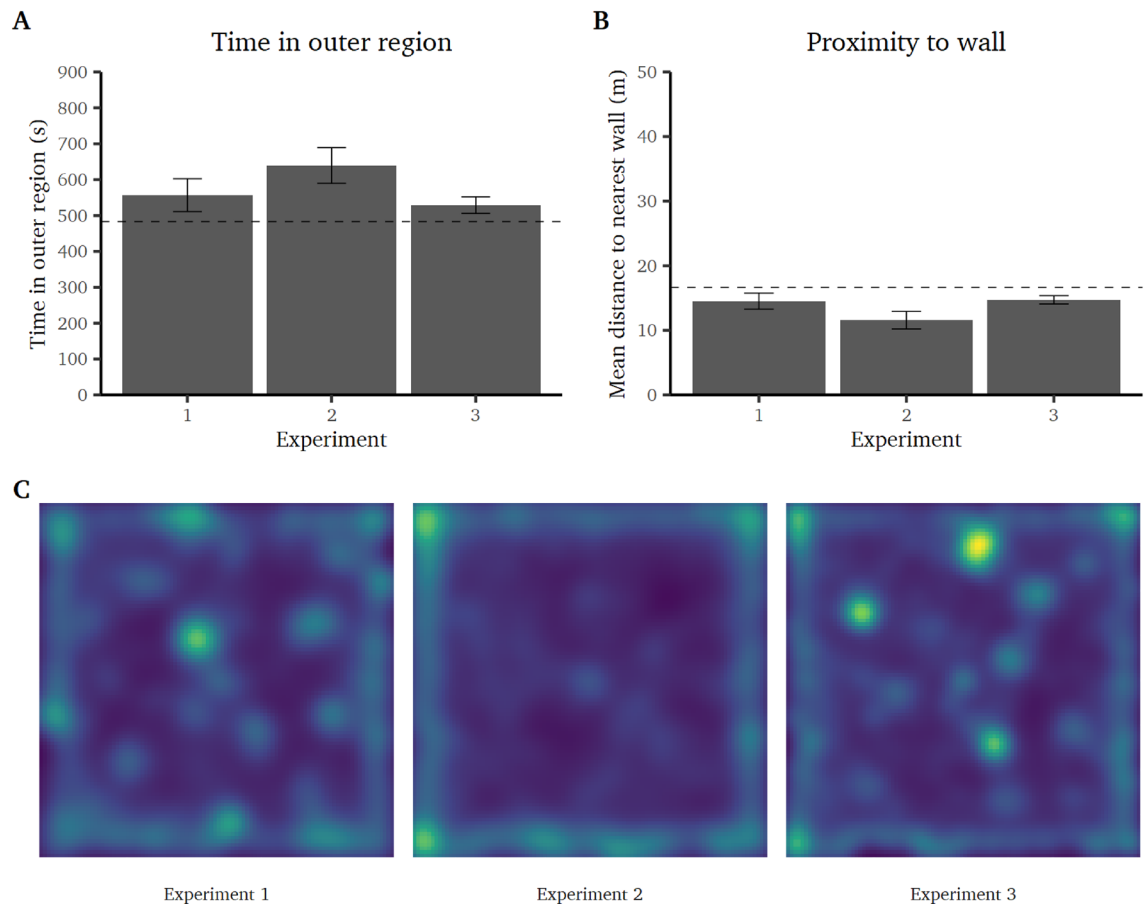 A
Time in outer region
Time in outer region (s)
900
800
700
600
500
400
300
200
100
0
1
2
3
Experiment
B
Proximity to wall
Mean distance to nearest wall (m)
50
40
30
20
10
0
1
2
3
Experiment
C
Experiment 1
Experiment 2
Experiment 3